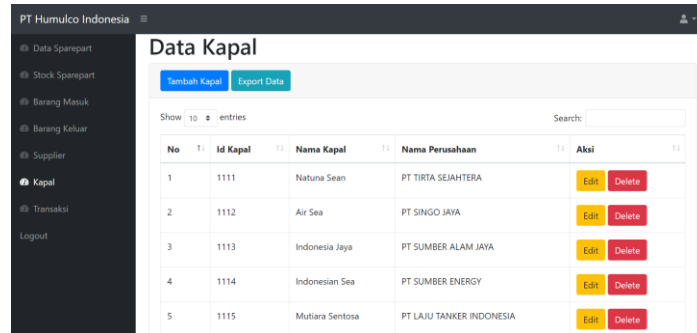 PT Humulco Indonesia
Data Sparepart
Stock Sparepart
Barang Masuk
Barang Keluar
Supplier
Kapal
Transaksi
Logout
Data Kapal
Tambah Kapal Export Data
Show 10 entries Search:
No Id Kapal Nama Kapal Nama Perusahaan Aksi
1 1111 Natuna Sean PT TIRTA SEJAHTERA Edit Delete
2 1112 Air Sea PT SINGO JAYA Edit Delete
3 1113 Indonesia Jaya PT SUMBER ALAM JAYA Edit Delete
4 1114 Indonesian Sea PT SUMBER ENERGY Edit Delete
5 1115 Mutiara Sentosa PT LAJU TANKER INDONESIA Edit Delete